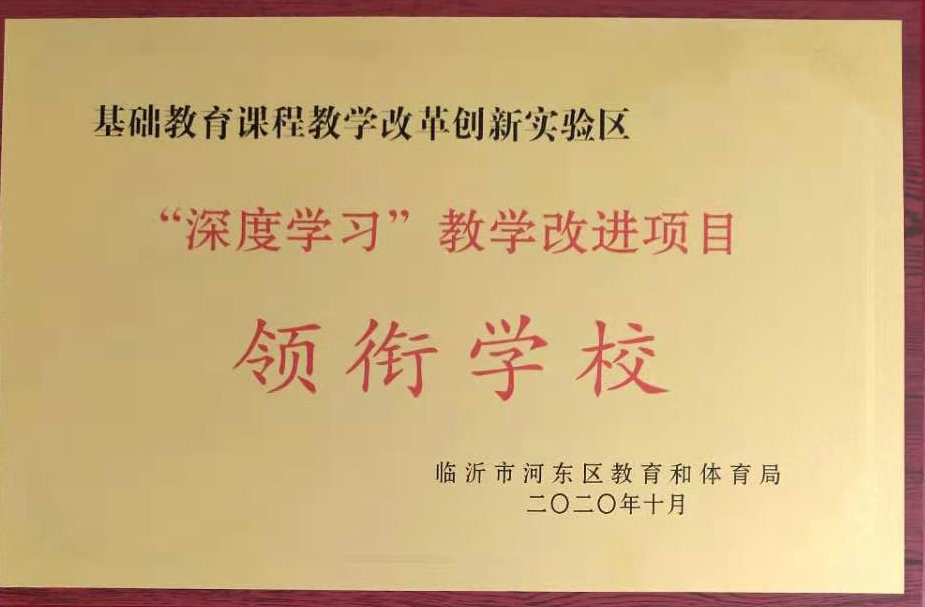 基础教育课程教学改革创新实验区
“深度学习”教学改进项目
领衔学校
临沂市河东区教育和体育局
二〇二〇年十月